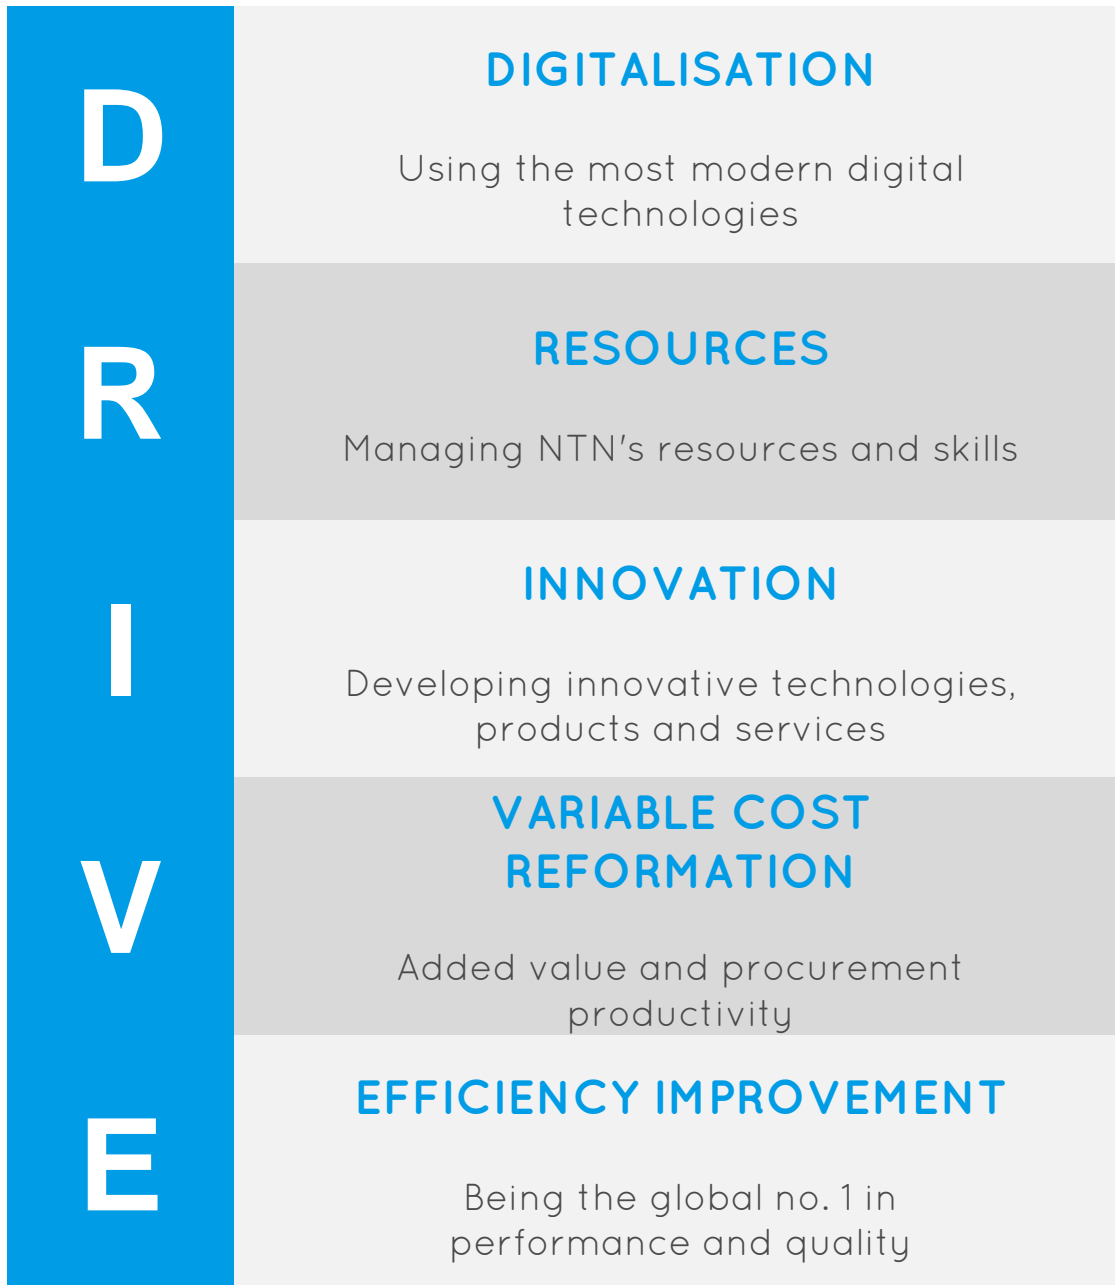 D
DIGITALISATION
Using the most modern digital
technologies
R
RESOURCES
Managing NTN's resources and skills
I
INNOVATION
Developing innovative technologies,
products and services
V
VARIABLE COST
REFORMATION
Added value and procurement
productivity
E
EFFICIENCY IMPROVEMENT
Being the global no. 1 in
performance and quality